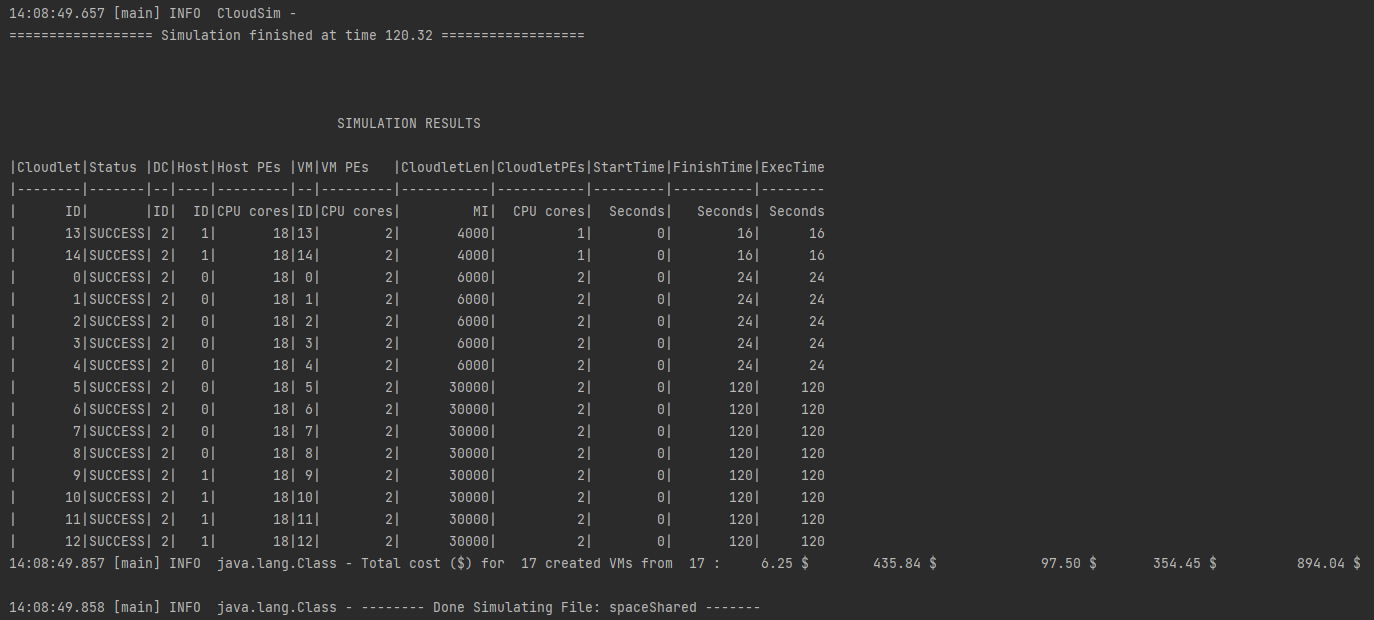 14:08:49.657 [main] INFO  CloudSim -
================== Simulation finished at time 120.32 ==================
                                         SIMULATION RESULTS
|Cloudlet|Status |DC|Host|Host PEs |VM|VM PEs   |CloudletLen|CloudletPEs|StartTime|FinishTime|ExecTime
|--------|-------|--|----|---------|--|---------|-----------|-----------|---------|----------|--------
|      ID|       |ID|  ID|CPU cores|ID|CPU cores|         MI|  CPU cores|  Seconds|   Seconds| Seconds
|      13|SUCCESS| 2|   1|       18|13|        2|       4000|          1|        0|        16|      16
|      14|SUCCESS| 2|   1|       18|14|        2|       4000|          1|        0|        16|      16
|       0|SUCCESS| 2|   0|       18| 0|        2|       6000|          2|        0|        24|      24
|       1|SUCCESS| 2|   0|       18| 1|        2|       6000|          2|        0|        24|      24
|       2|SUCCESS| 2|   0|       18| 2|        2|       6000|          2|        0|        24|      24
|       3|SUCCESS| 2|   0|       18| 3|        2|       6000|          2|        0|        24|      24
|       4|SUCCESS| 2|   0|       18| 4|        2|       6000|          2|        0|        24|      24
|       5|SUCCESS| 2|   0|       18| 5|        2|      30000|          2|        0|       120|     120
|       6|SUCCESS| 2|   0|       18| 6|        2|      30000|          2|        0|       120|     120
|       7|SUCCESS| 2|   0|       18| 7|        2|      30000|          2|        0|       120|     120
|       8|SUCCESS| 2|   0|       18| 8|        2|      30000|          2|        0|       120|     120
|       9|SUCCESS| 2|   1|       18| 9|        2|      30000|          2|        0|       120|     120
|      10|SUCCESS| 2|   1|       18|10|        2|      30000|          2|        0|       120|     120
|      11|SUCCESS| 2|   1|       18|11|        2|      30000|          2|        0|       120|     120
|      12|SUCCESS| 2|   1|       18|12|        2|      30000|          2|        0|       120|     120
14:08:49.857 [main] INFO  java.lang.Class - Total cost ($) for  17 created VMs from  17 :     6.25 $        435.84 $             97.50 $       354.45 $          894.04 $
14:08:49.858 [main] INFO  java.lang.Class - -------- Done Simulating File: spaceShared -------